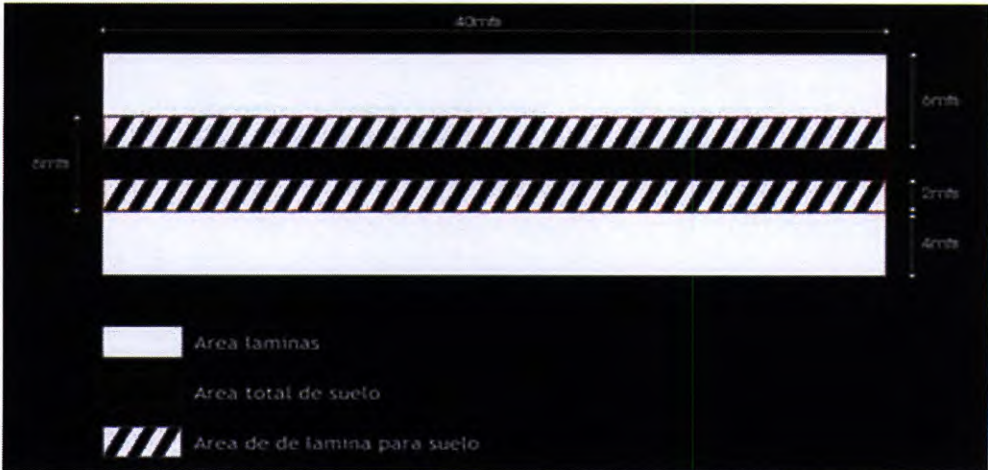 40mts
6mts
6mts
2mts
4mts
Area laminas
Area total de suelo
Area de de lamina para suelo